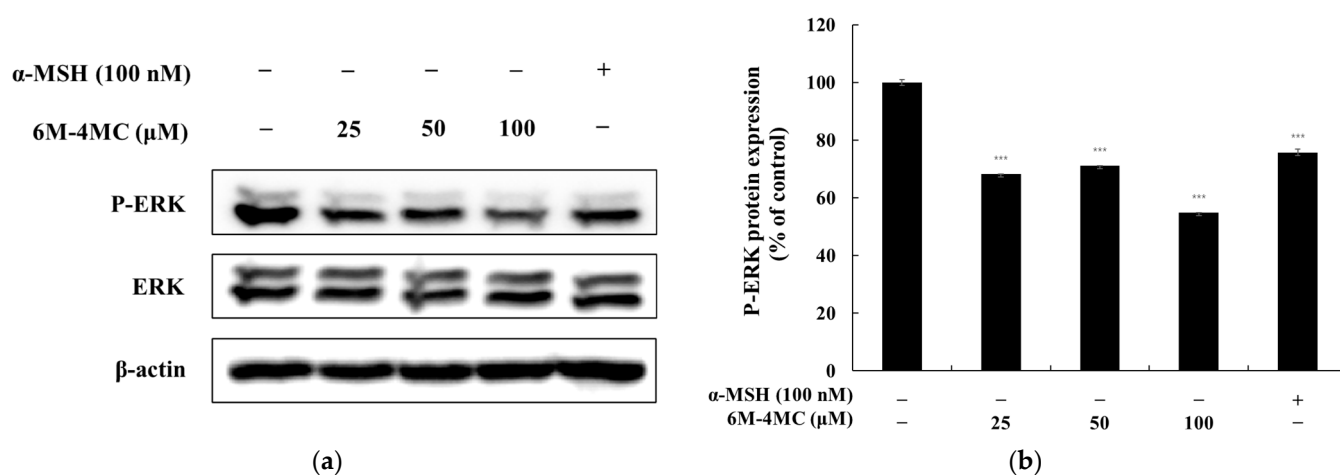 α-MSH (100 nM) – – – – +
6M-4MC (μM) – 25 50 100 –
P-ERK
ERK
β-actin
(a)
P-ERK protein expression
(% of control)
120
100
80
60
40
20
0
*** *** *** ***
α-MSH (100 nM) – – – – +
6M-4MC (μM) – 25 50 100 –
(b)